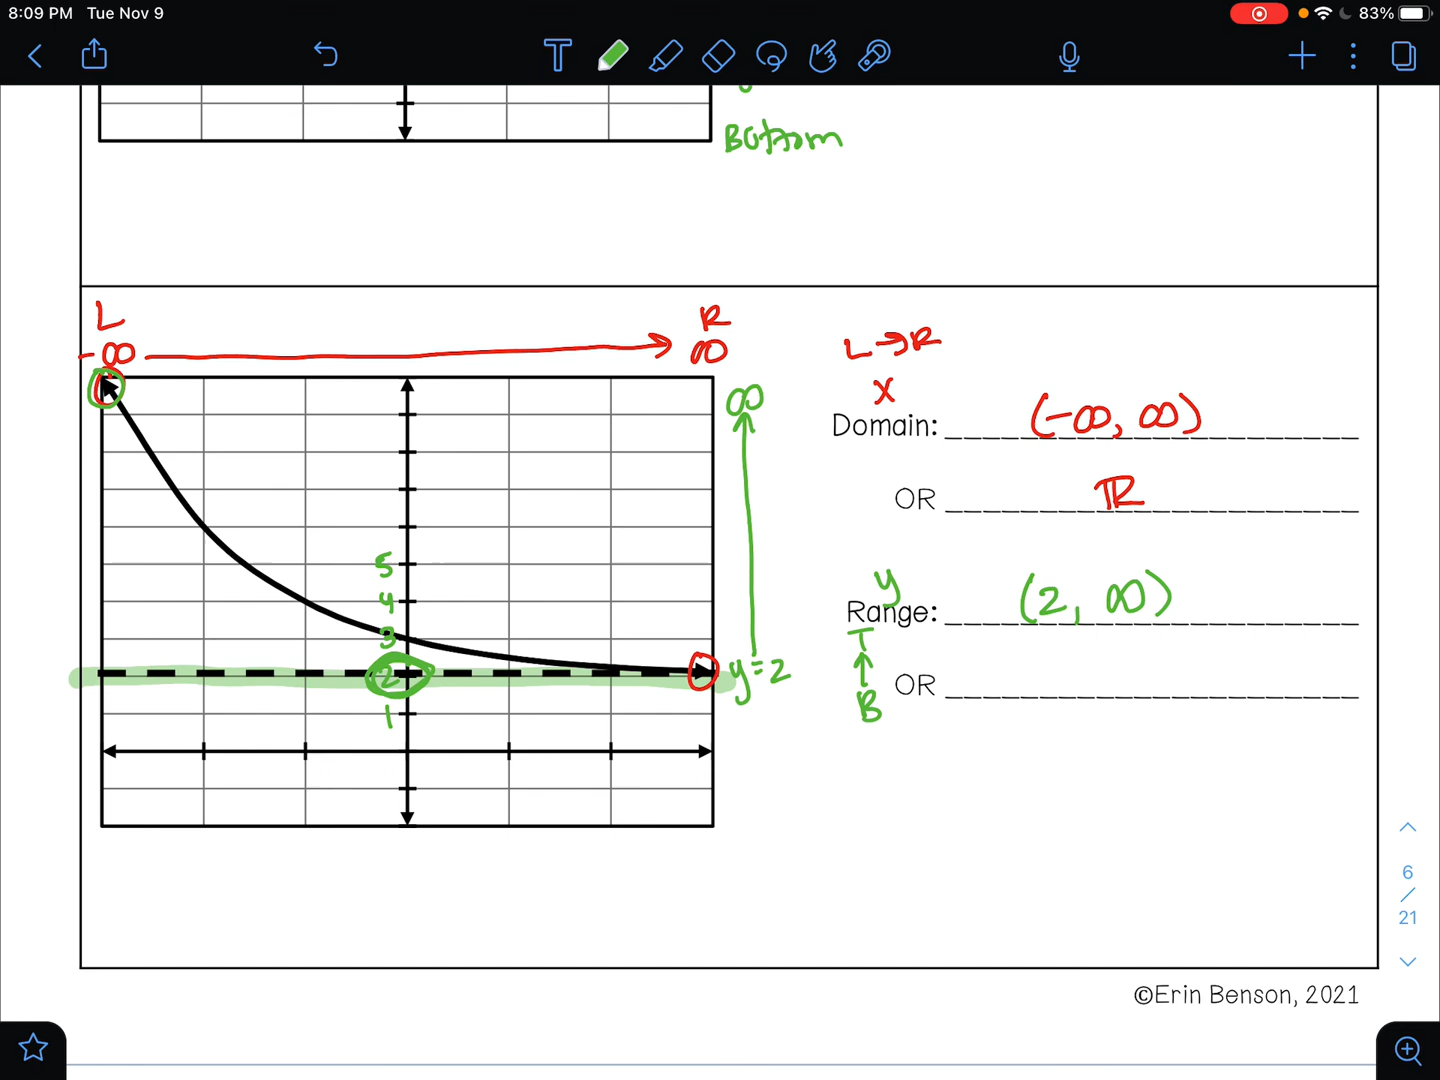 8:09 PM Tue Nov 9
83%
T
Bottom
L
R
-∞
∞
L→R
x
∞
Domain: (-∞, ∞)
OR ℝ
5
4
3
2
1
y=2
y
Range: (2, ∞)
T
↑
B
OR
6
/
21
©Erin Benson, 2021